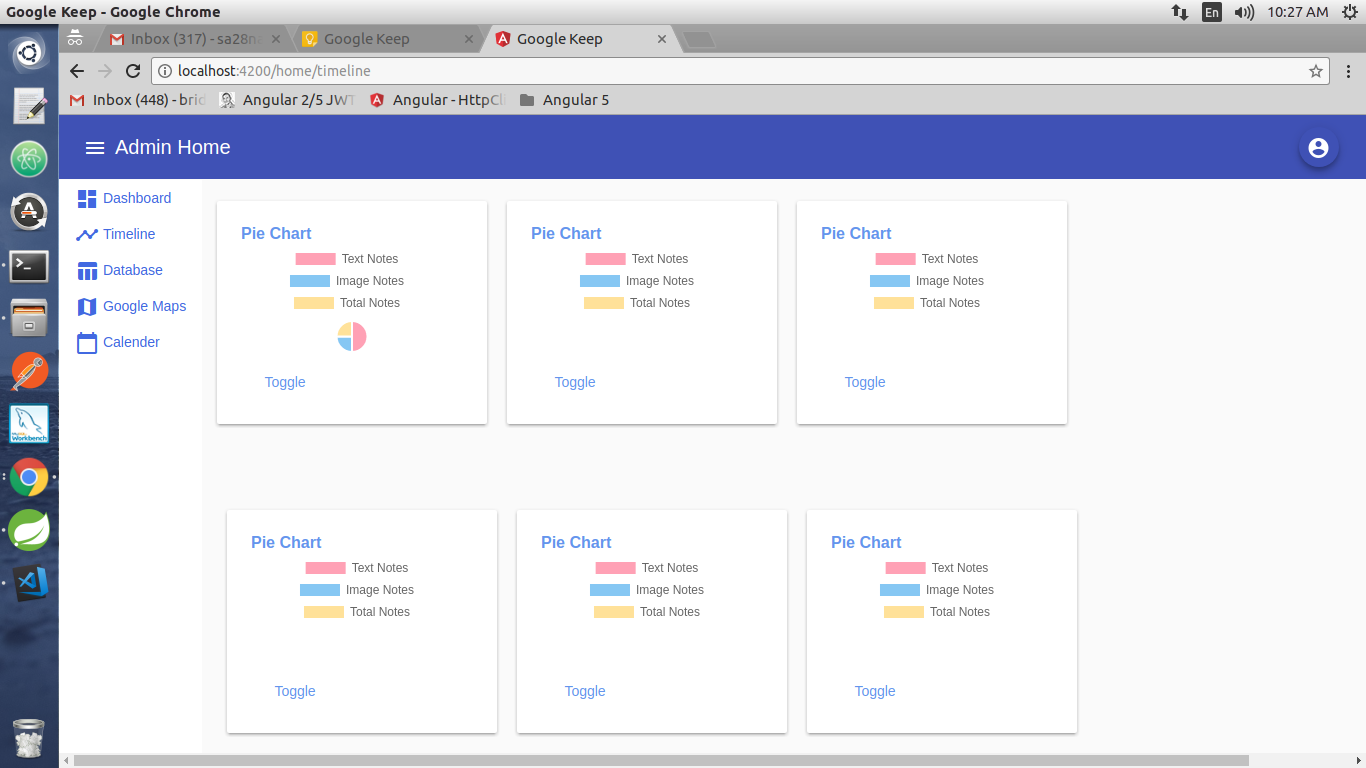 Google Keep - Google Chrome
En
10:27 AM
Inbox (317) - sa28n
Google Keep
Google Keep
localhost:4200/home/timeline
Inbox (448) - brid
Angular 2/5 JWT
Angular - HttpCli
Angular 5
Admin Home
Dashboard
Timeline
Database
Google Maps
Calender
Pie Chart
Text Notes
Image Notes
Total Notes
Toggle
Pie Chart
Text Notes
Image Notes
Total Notes
Toggle
Pie Chart
Text Notes
Image Notes
Total Notes
Toggle
Pie Chart
Text Notes
Image Notes
Total Notes
Toggle
Pie Chart
Text Notes
Image Notes
Total Notes
Toggle
Pie Chart
Text Notes
Image Notes
Total Notes
Toggle
Workbench